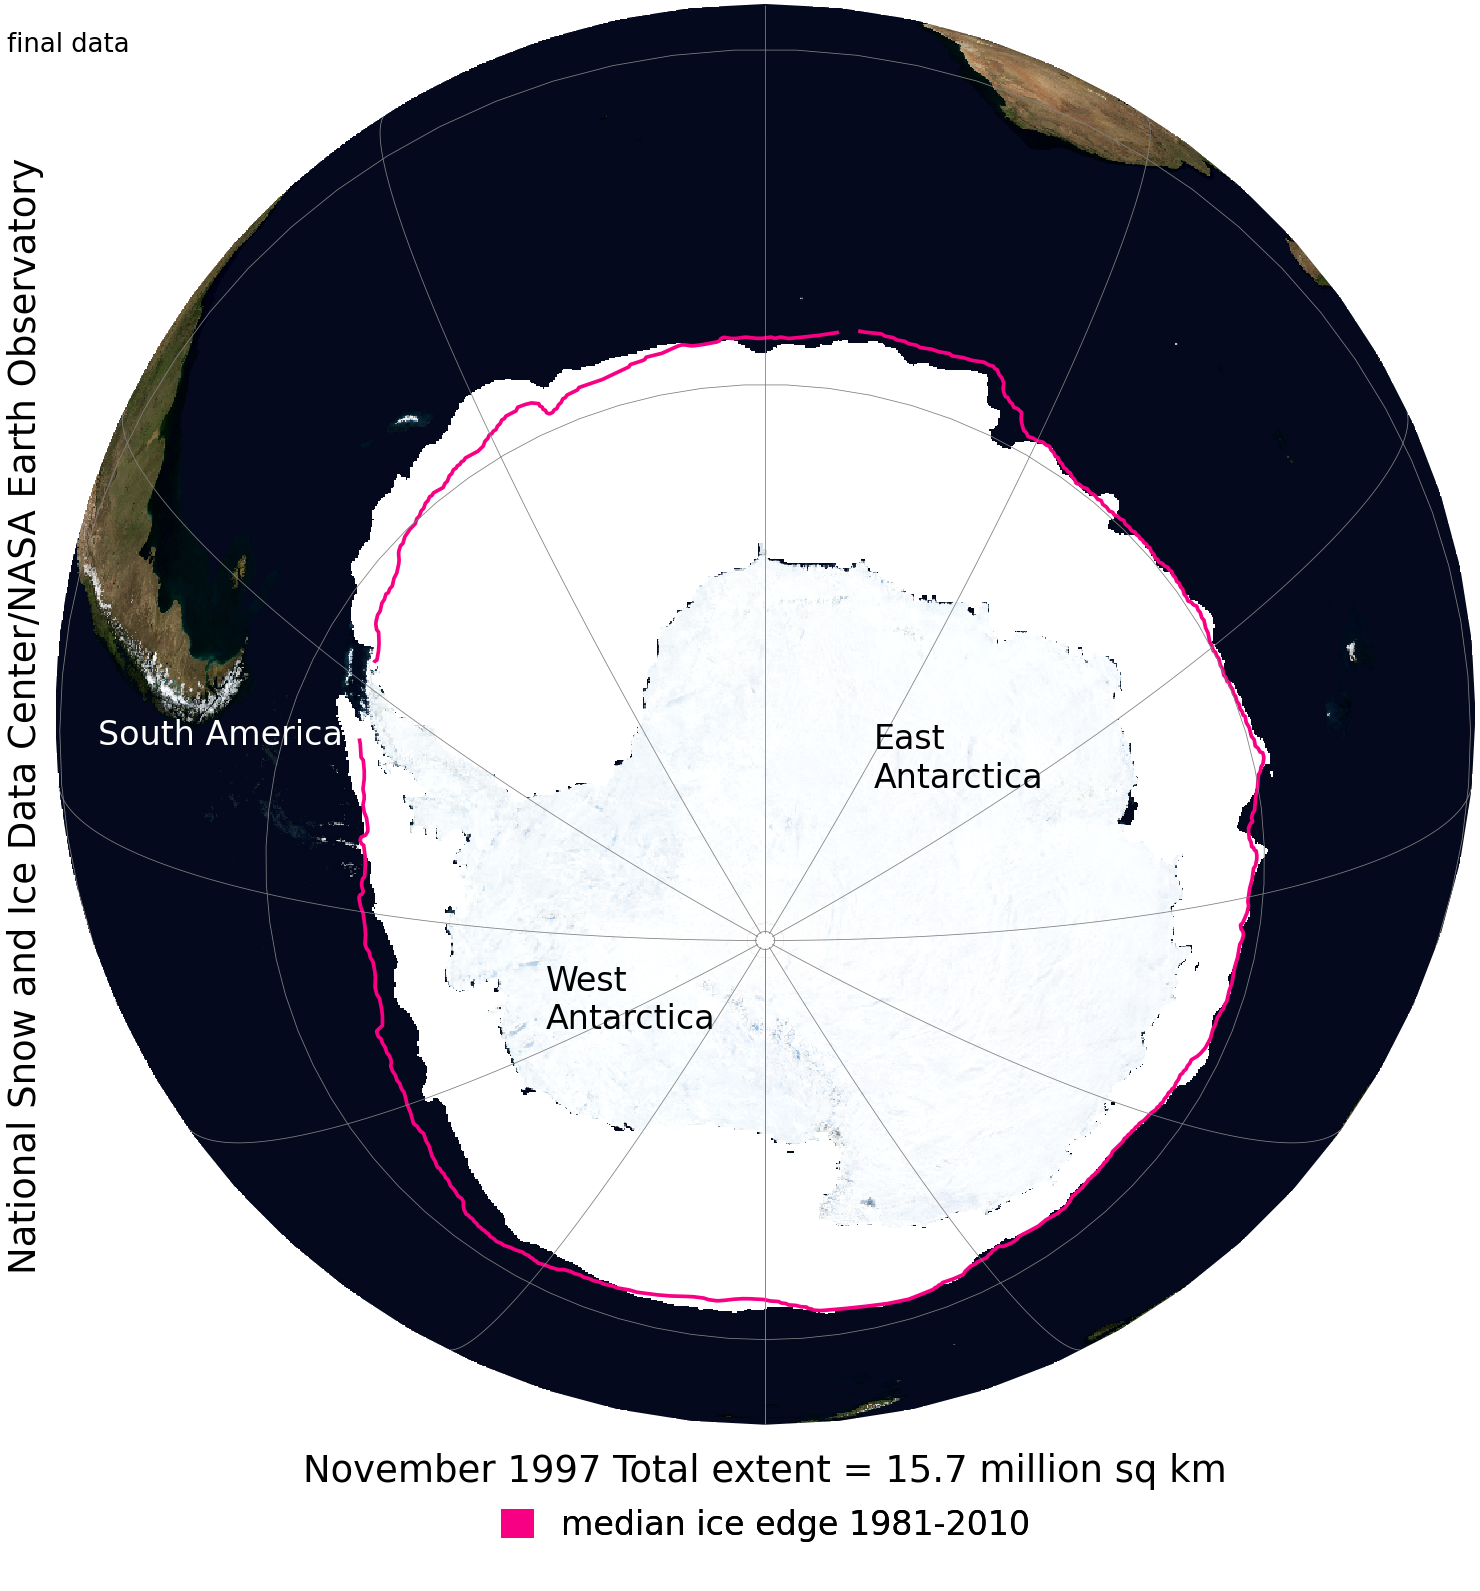 final data
National Snow and Ice Data Center/NASA Earth Observatory
South America
East
Antarctica
West
Antarctica
November 1997 Total extent = 15.7 million sq km
median ice edge 1981-2010